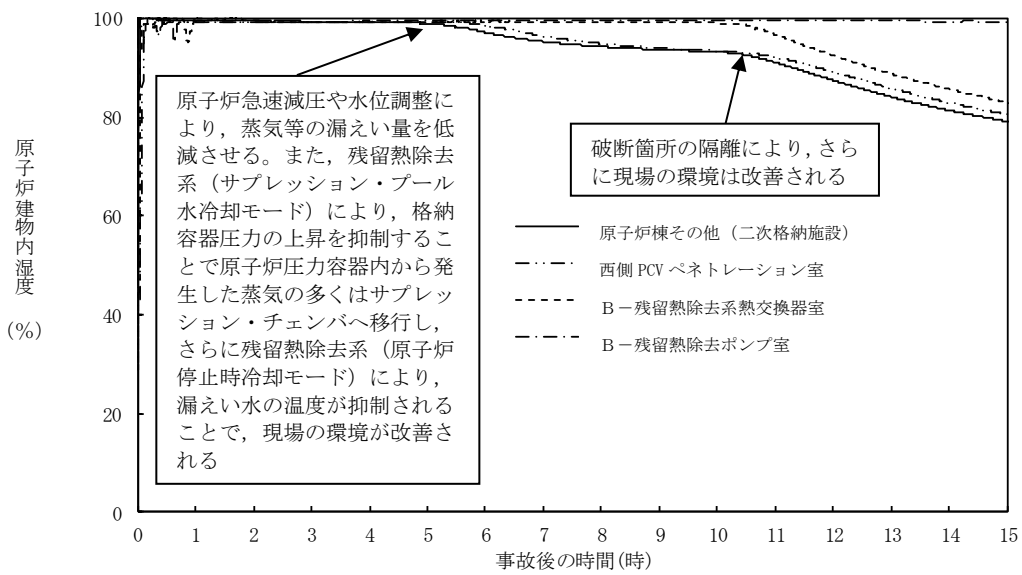 100
80
60
40
20
0
原子炉建物内湿度
(%)
原子炉急速減圧や水位調整に
より，蒸気等の漏えい量を低
減させる。また，残留熱除去
系（サプレッション・プール
水冷却モード）により，格納
容器圧力の上昇を抑制するこ
とで原子炉圧力容器内から発
生した蒸気の多くはサプレッ
ション・チェンバへ移行し，
さらに残留熱除去系（原子炉
停止時冷却モード）により，
漏えい水の温度が抑制される
ことで，現場の環境が改善さ
れる
破断箇所の隔離により，さら
に現場の環境は改善される
原子炉棟その他（二次格納施設）
西側 PCV ペネトレーション室
Ｂ－残留熱除去系熱交換器室
Ｂ－残留熱除去ポンプ室
0 1 2 3 4 5 6 7 8 9 10 11 12 13 14 15
事故後の時間(時)